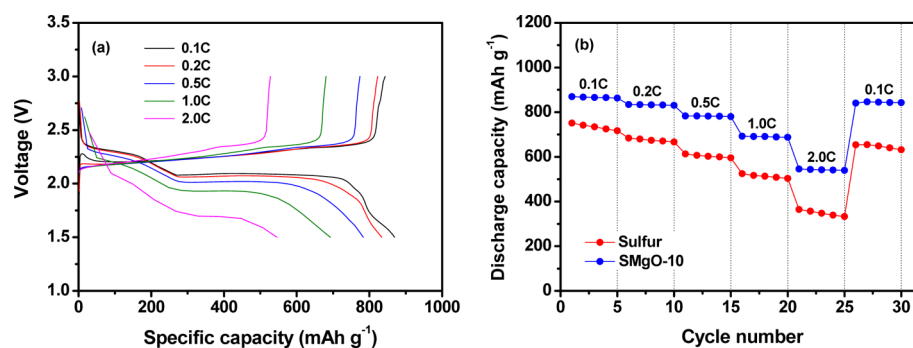 (a)
0.1C
0.2C
0.5C
1.0C
2.0C
3.5
3.0
2.5
2.0
1.5
1.0
Voltage (V)
0
200
400
600
800
1000
Specific capacity (mAh g⁻¹)
(b)
0.1C
0.2C
0.5C
1.0C
2.0C
0.1C
Sulfur
SMgO-10
1200
1000
800
600
400
200
0
Discharge capacity (mAh g⁻¹)
0
5
10
15
20
25
30
Cycle number